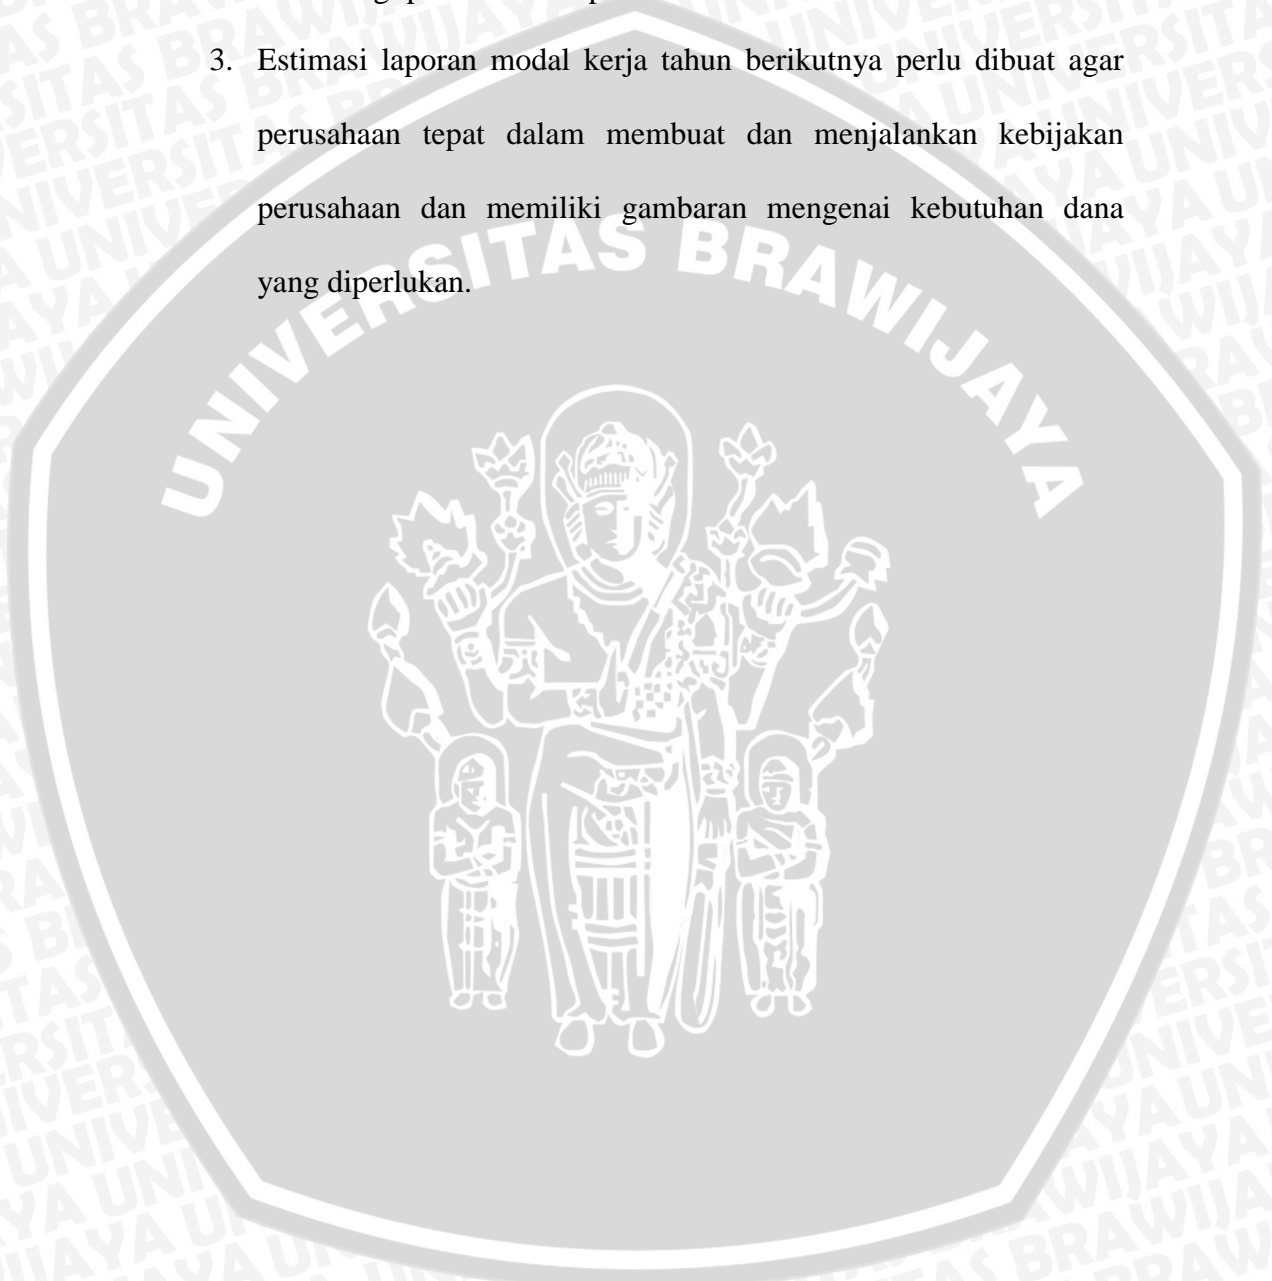 3. Estimasi laporan modal kerja tahun berikutnya perlu dibuat agar
perusahaan tepat dalam membuat dan menjalankan kebijakan
perusahaan dan memiliki gambaran mengenai kebutuhan dana
yang diperlukan.
UNIVERSITAS BRAWIJAYA